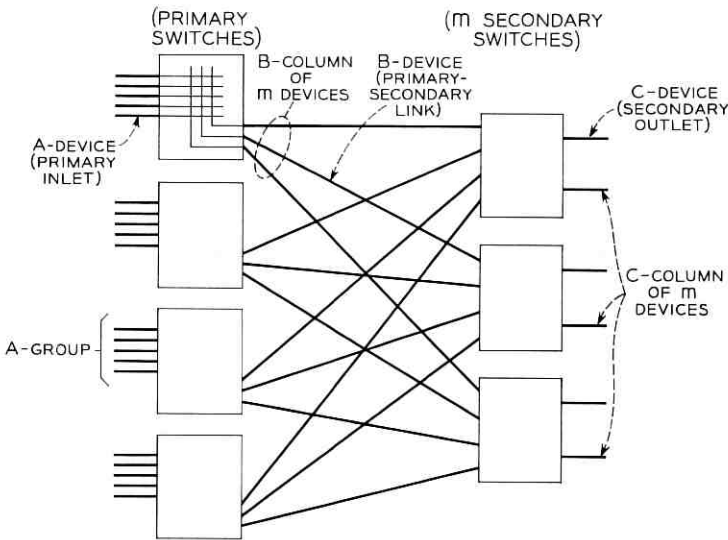 (PRIMARY
SWITCHES)
(m SECONDARY
SWITCHES)
B-COLUMN
OF
m DEVICES
B-DEVICE
(PRIMARY-
SECONDARY
LINK)
C-DEVICE
(SECONDARY
OUTLET)
A-DEVICE
(PRIMARY
INLET)
C-COLUMN
OF m
DEVICES
A-GROUP